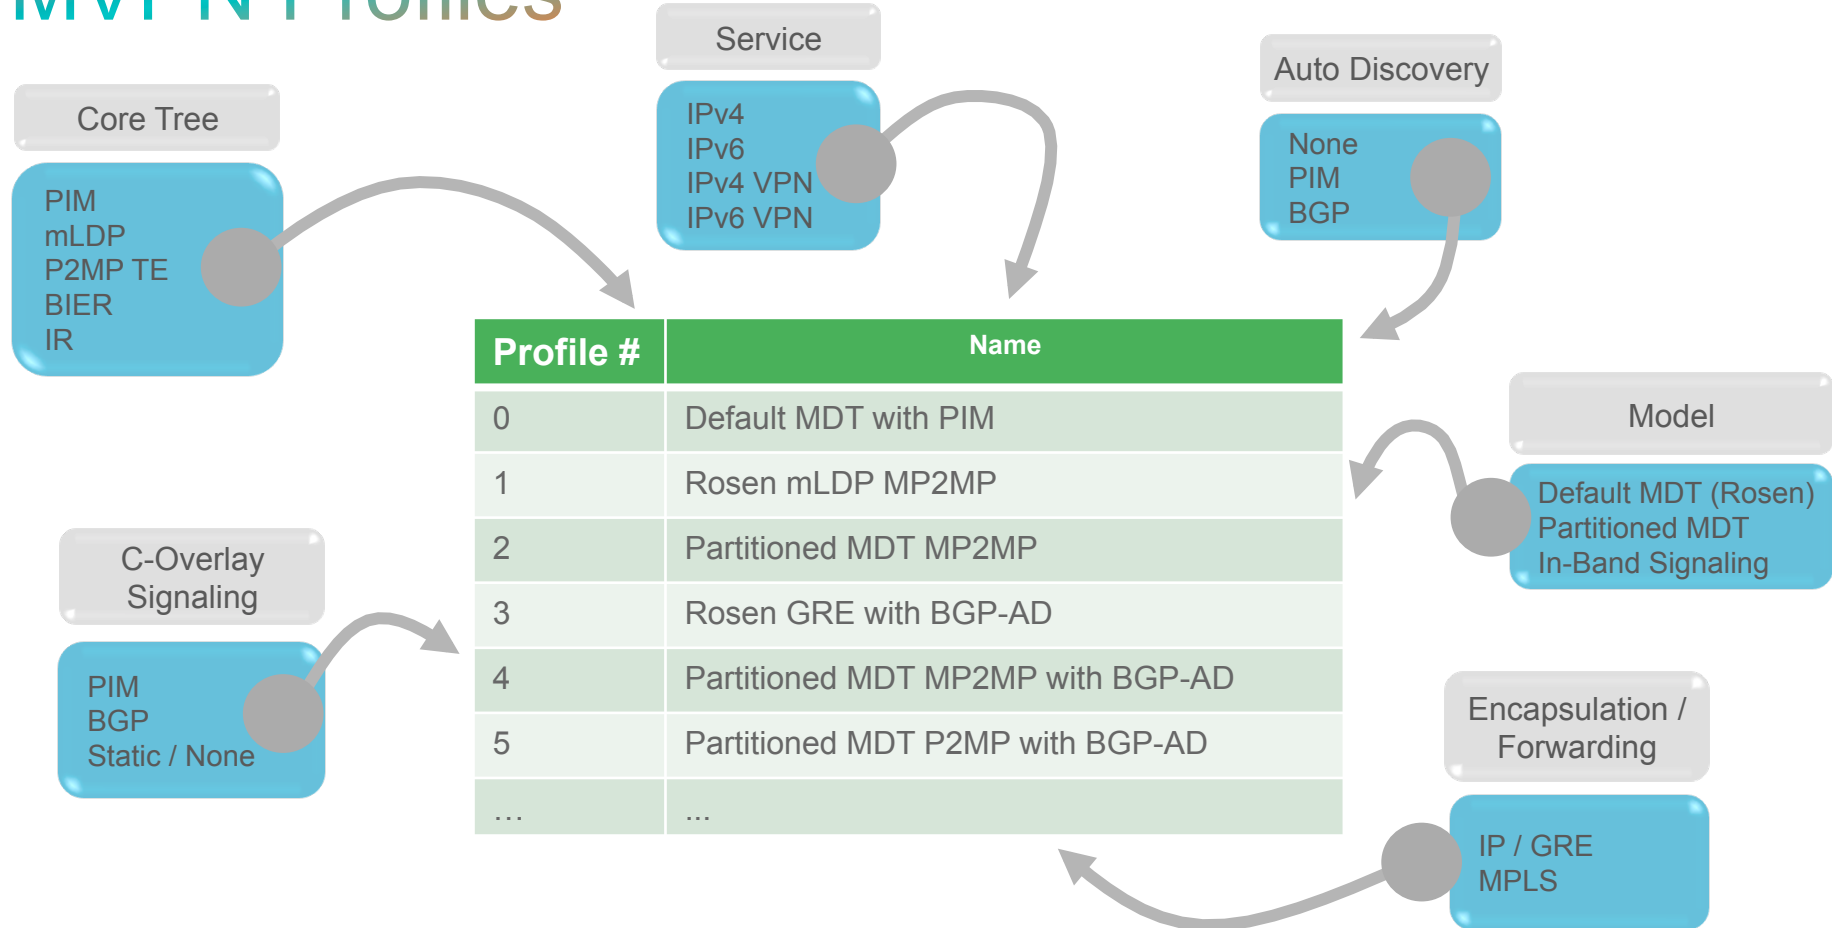 MVPN Profiles
Service
IPv4
IPv6
IPv4 VPN
IPv6 VPN
Auto Discovery
None
PIM
BGP
Core Tree
PIM
mLDP
P2MP TE
BIER
IR
Profile # Name
0 Default MDT with PIM
1 Rosen mLDP MP2MP
2 Partitioned MDT MP2MP
3 Rosen GRE with BGP-AD
4 Partitioned MDT MP2MP with BGP-AD
5 Partitioned MDT P2MP with BGP-AD
… ...
Model
Default MDT (Rosen)
Partitioned MDT
In-Band Signaling
C-Overlay
Signaling
PIM
BGP
Static / None
Encapsulation /
Forwarding
IP / GRE
MPLS